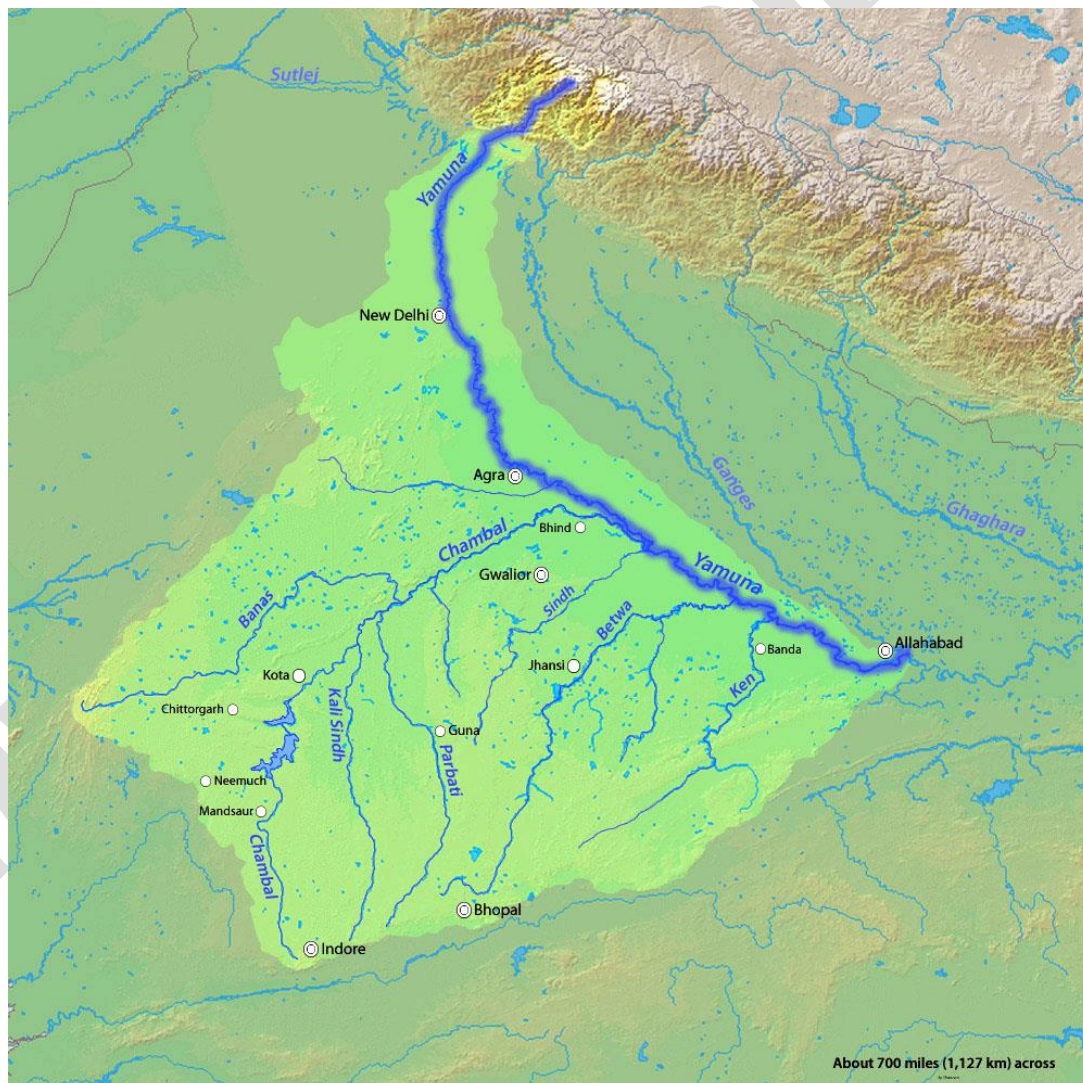 Sutlej
Yamuna
New Delhi
Agra
Ganges
Ghaghara
Chambal
Bhind
Yamuna
Gwalior
Sindh
Banas
Betwa
Allahabad
Jhansi
Banda
Kota
Ken
Chittorgarh
Kali Sindh
Guna
Parbati
Neemuch
Mandsaur
Chambal
Bhopal
Indore
About 700 miles (1,127 km) across